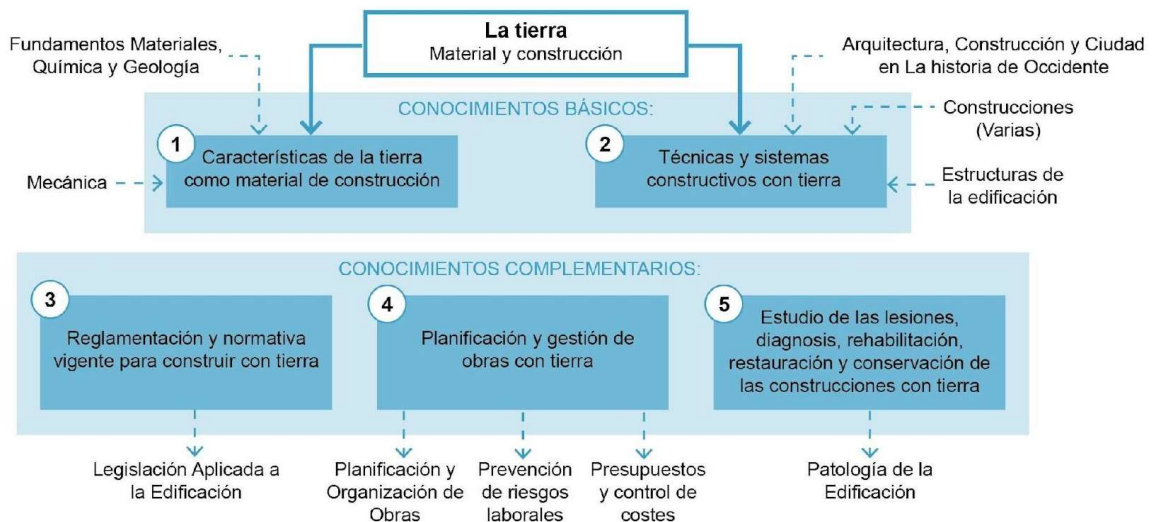 La tierra
Material y construcción
Fundamentos Materiales,
Química y Geología
Arquitectura, Construcción y Ciudad
en La historia de Occidente
Construcciones
(Varias)
CONOCIMIENTOS BÁSICOS:
1
Características de la tierra
como material de construcción
2
Técnicas y sistemas
constructivos con tierra
Mecánica
Estructuras de
la edificación
CONOCIMIENTOS COMPLEMENTARIOS:
3
Reglamentación y normativa
vigente para construir con tierra
4
Planificación y gestión de
obras con tierra
5
Estudio de las lesiones,
diagnosis, rehabilitación,
restauración y conservación de
las construcciones con tierra
Legislación Aplicada a
la Edificación
Planificación y
Organización de
Obras
Prevención
de riesgos
laborales
Presupuestos
y control de
costes
Patología de la
Edificación